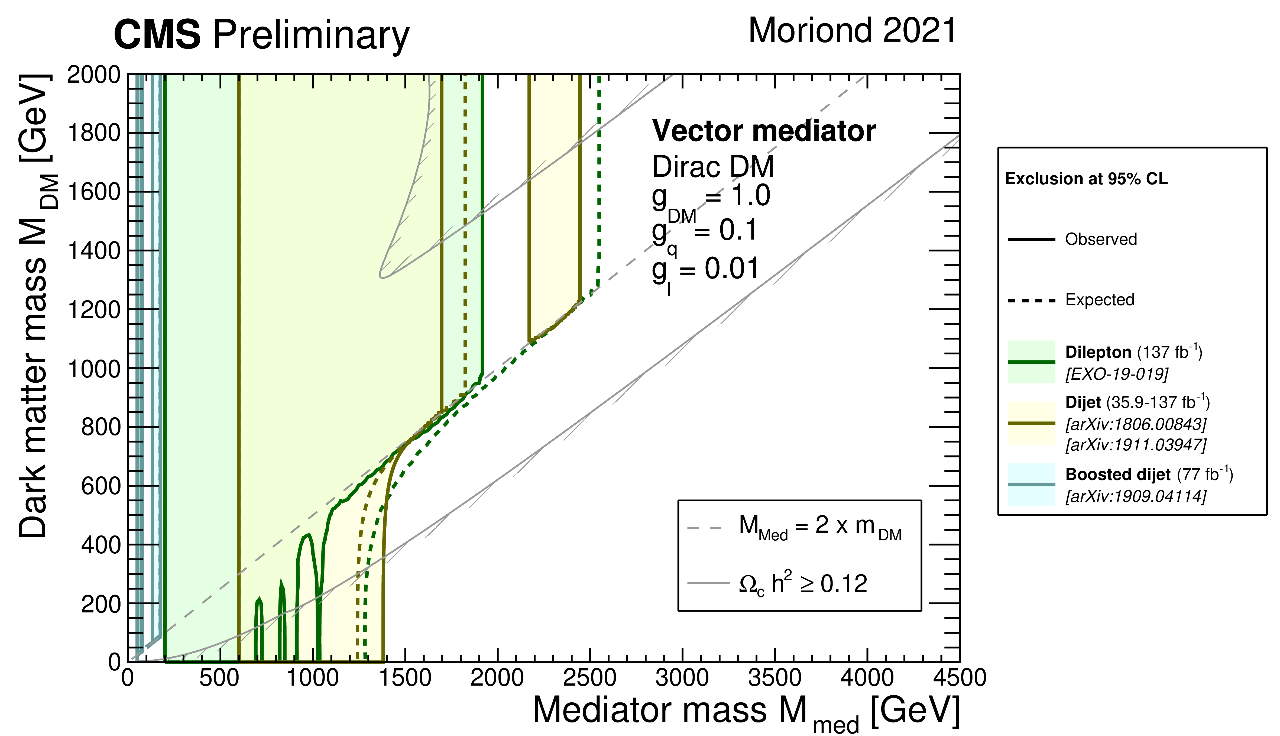 CMS Preliminary
Moriond 2021
Dark matter mass M_DM [GeV]
2000
1800
1600
1400
1200
1000
800
600
400
200
0
Vector mediator
Dirac DM
g_DM = 1.0
g_q = 0.1
g_l = 0.01
M_Med = 2 x m_DM
Ω_c h² ≥ 0.12
0 500 1000 1500 2000 2500 3000 3500 4000 4500
Mediator mass M_med [GeV]
Exclusion at 95% CL
Observed
Expected
Dilepton (137 fb⁻¹)
[EXO-19-019]
Dijet (35.9-137 fb⁻¹)
[arXiv:1806.00843]
[arXiv:1911.03947]
Boosted dijet (77 fb⁻¹)
[arXiv:1909.04114]